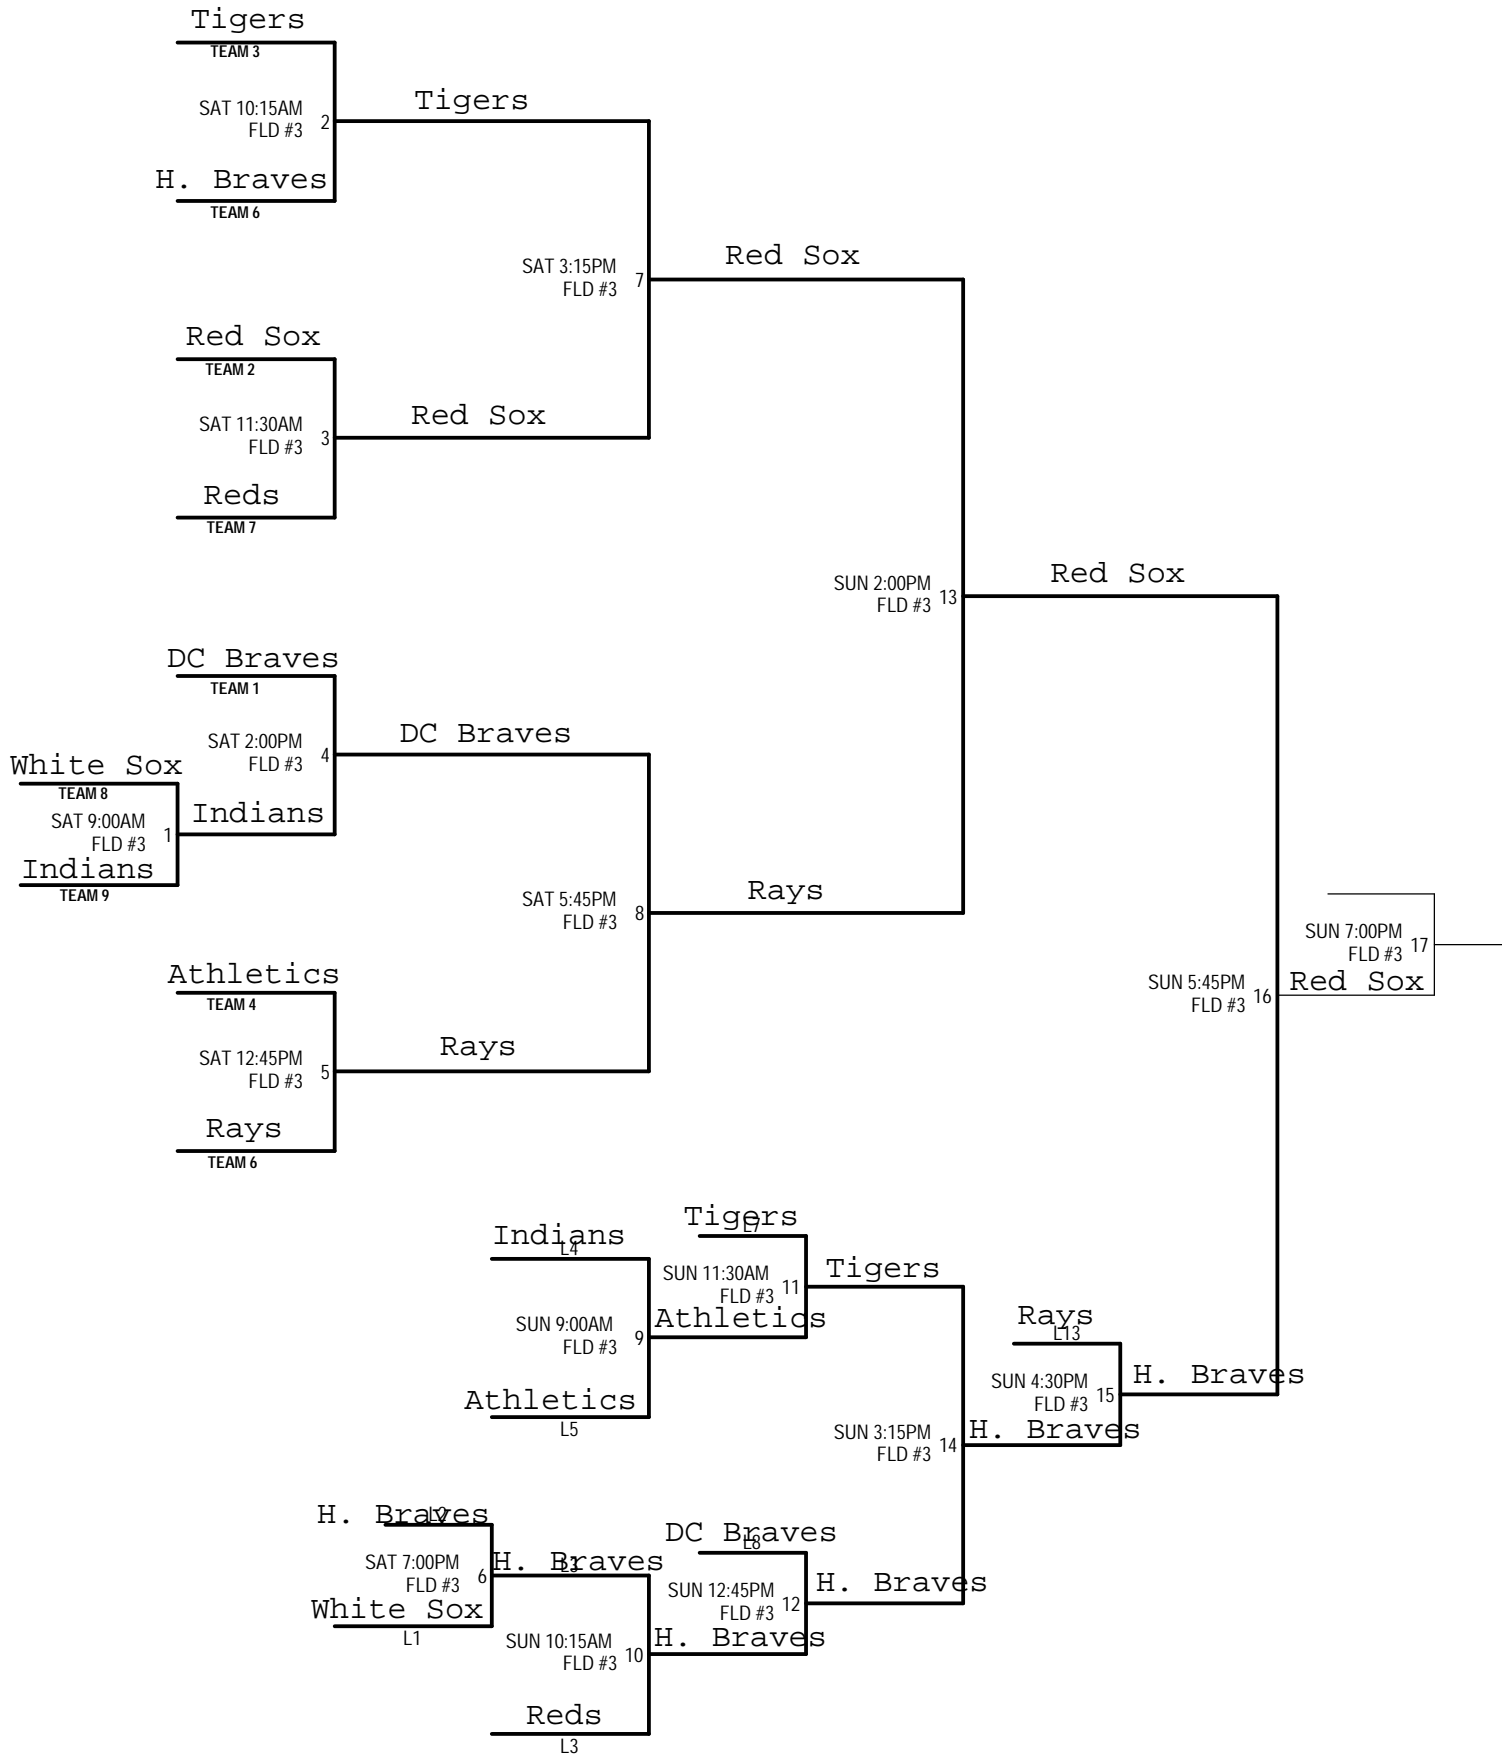 Tigers
TEAM 3
SAT 10:15AM
FLD #3
2
Tigers
H. Braves
TEAM 6
SAT 3:15PM
FLD #3
7
Red Sox
Red Sox
TEAM 2
SAT 11:30AM
FLD #3
3
Red Sox
Reds
TEAM 7
SUN 2:00PM
FLD #3
13
Red Sox
DC Braves
TEAM 1
SAT 2:00PM
FLD #3
4
DC Braves
White Sox
TEAM 8
SAT 9:00AM
FLD #3
1
Indians
Indians
TEAM 9
SAT 5:45PM
FLD #3
8
Rays
SUN 7:00PM
FLD #3
17
SUN 5:45PM
FLD #3
16
Red Sox
Athletics
TEAM 4
SAT 12:45PM
FLD #3
5
Rays
Rays
TEAM 6
Tigers
L7
Indians
L4
SUN 11:30AM
FLD #3
11
Tigers
SUN 9:00AM
FLD #3
9
Athletics
Rays
L13
Athletics
L5
SUN 4:30PM
FLD #3
15
H. Braves
SUN 3:15PM
FLD #3
14
H. Braves
H. Braves
L2
SAT 7:00PM
FLD #3
6
H. Braves
L3
White Sox
L1
DC Braves
L8
SUN 12:45PM
FLD #3
12
H. Braves
SUN 10:15AM
FLD #3
10
H. Braves
Reds
L3